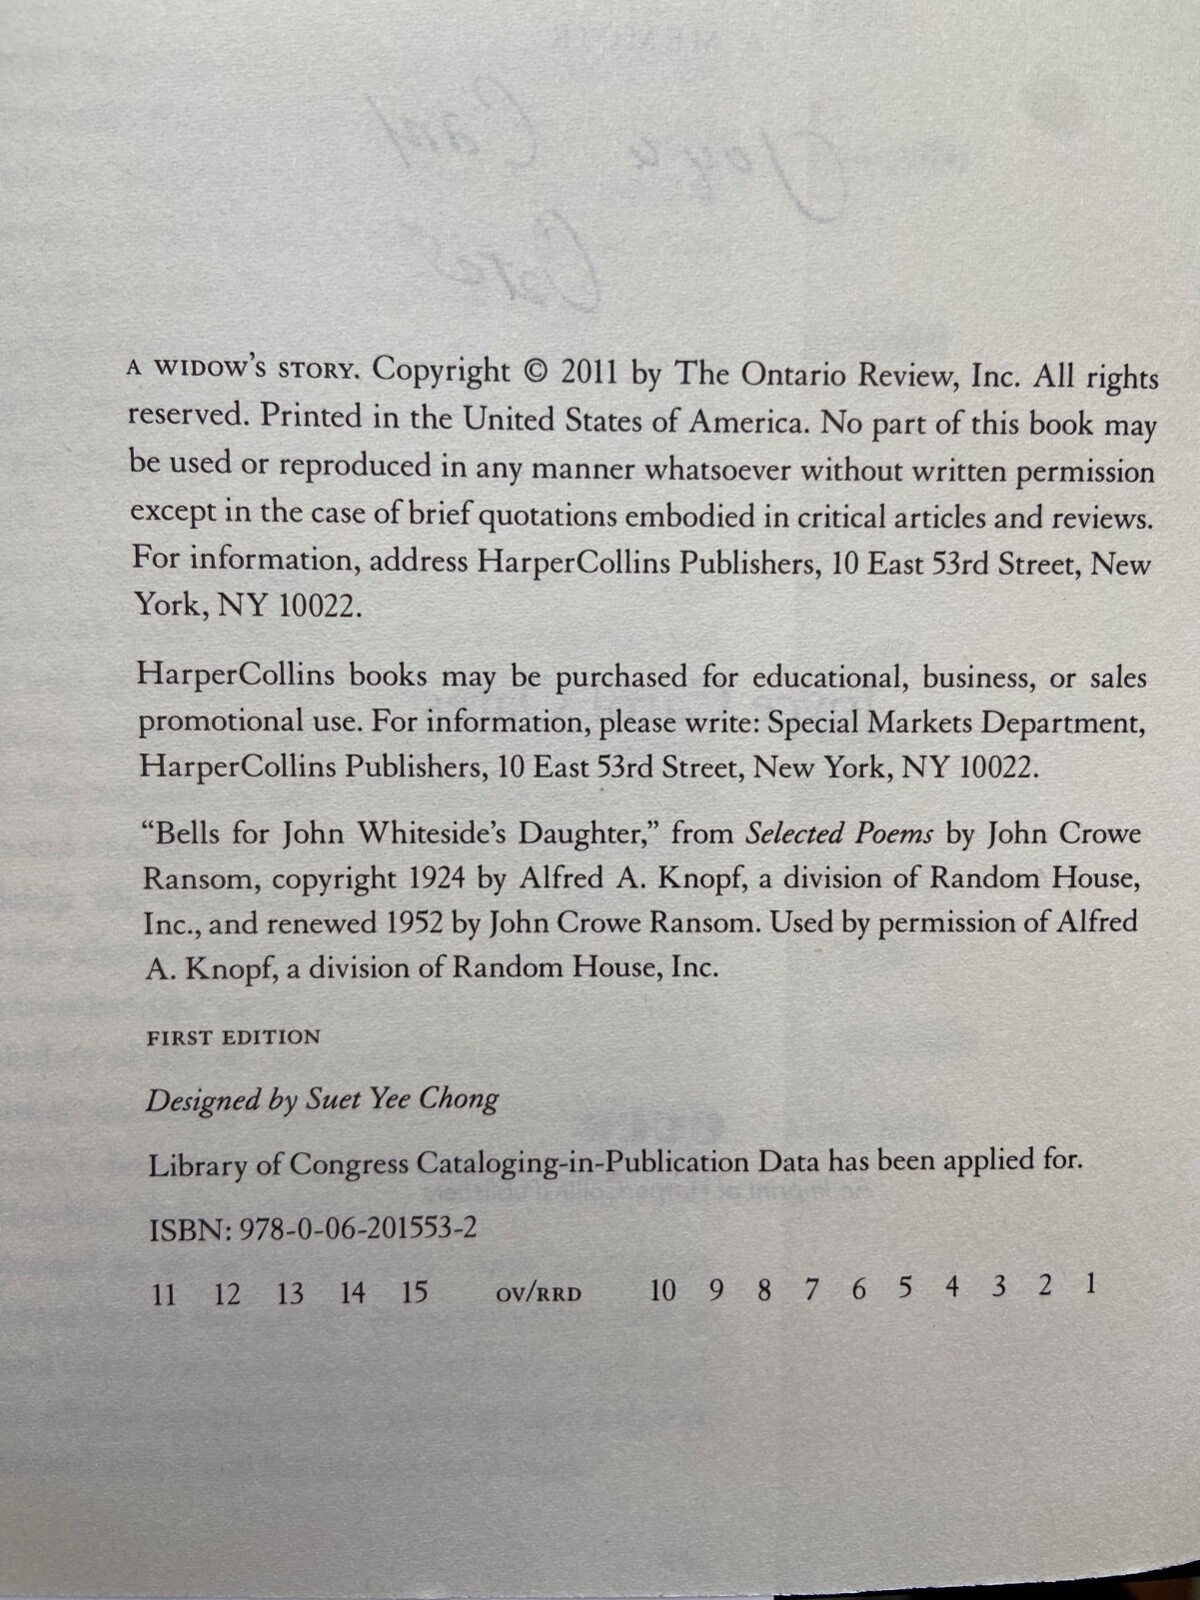 A WIDOW'S STORY. Copyright © 2011 by The Ontario Review, Inc. All rights
reserved. Printed in the United States of America. No part of this book may
be used or reproduced in any manner whatsoever without written permission
except in the case of brief quotations embodied in critical articles and reviews.
For information, address HarperCollins Publishers, 10 East 53rd Street, New
York, NY 10022.
HarperCollins books may be purchased for educational, business, or sales
promotional use. For information, please write: Special Markets Department,
HarperCollins Publishers, 10 East 53rd Street, New York, NY 10022.
“Bells for John Whiteside’s Daughter,” from Selected Poems by John Crowe
Ransom, copyright 1924 by Alfred A. Knopf, a division of Random House,
Inc., and renewed 1952 by John Crowe Ransom. Used by permission of Alfred
A. Knopf, a division of Random House, Inc.
FIRST EDITION
Designed by Suet Yee Chong
Library of Congress Cataloging-in-Publication Data has been applied for.
ISBN: 978-0-06-201553-2
11 12 13 14 15 OV/RRD 10 9 8 7 6 5 4 3 2 1